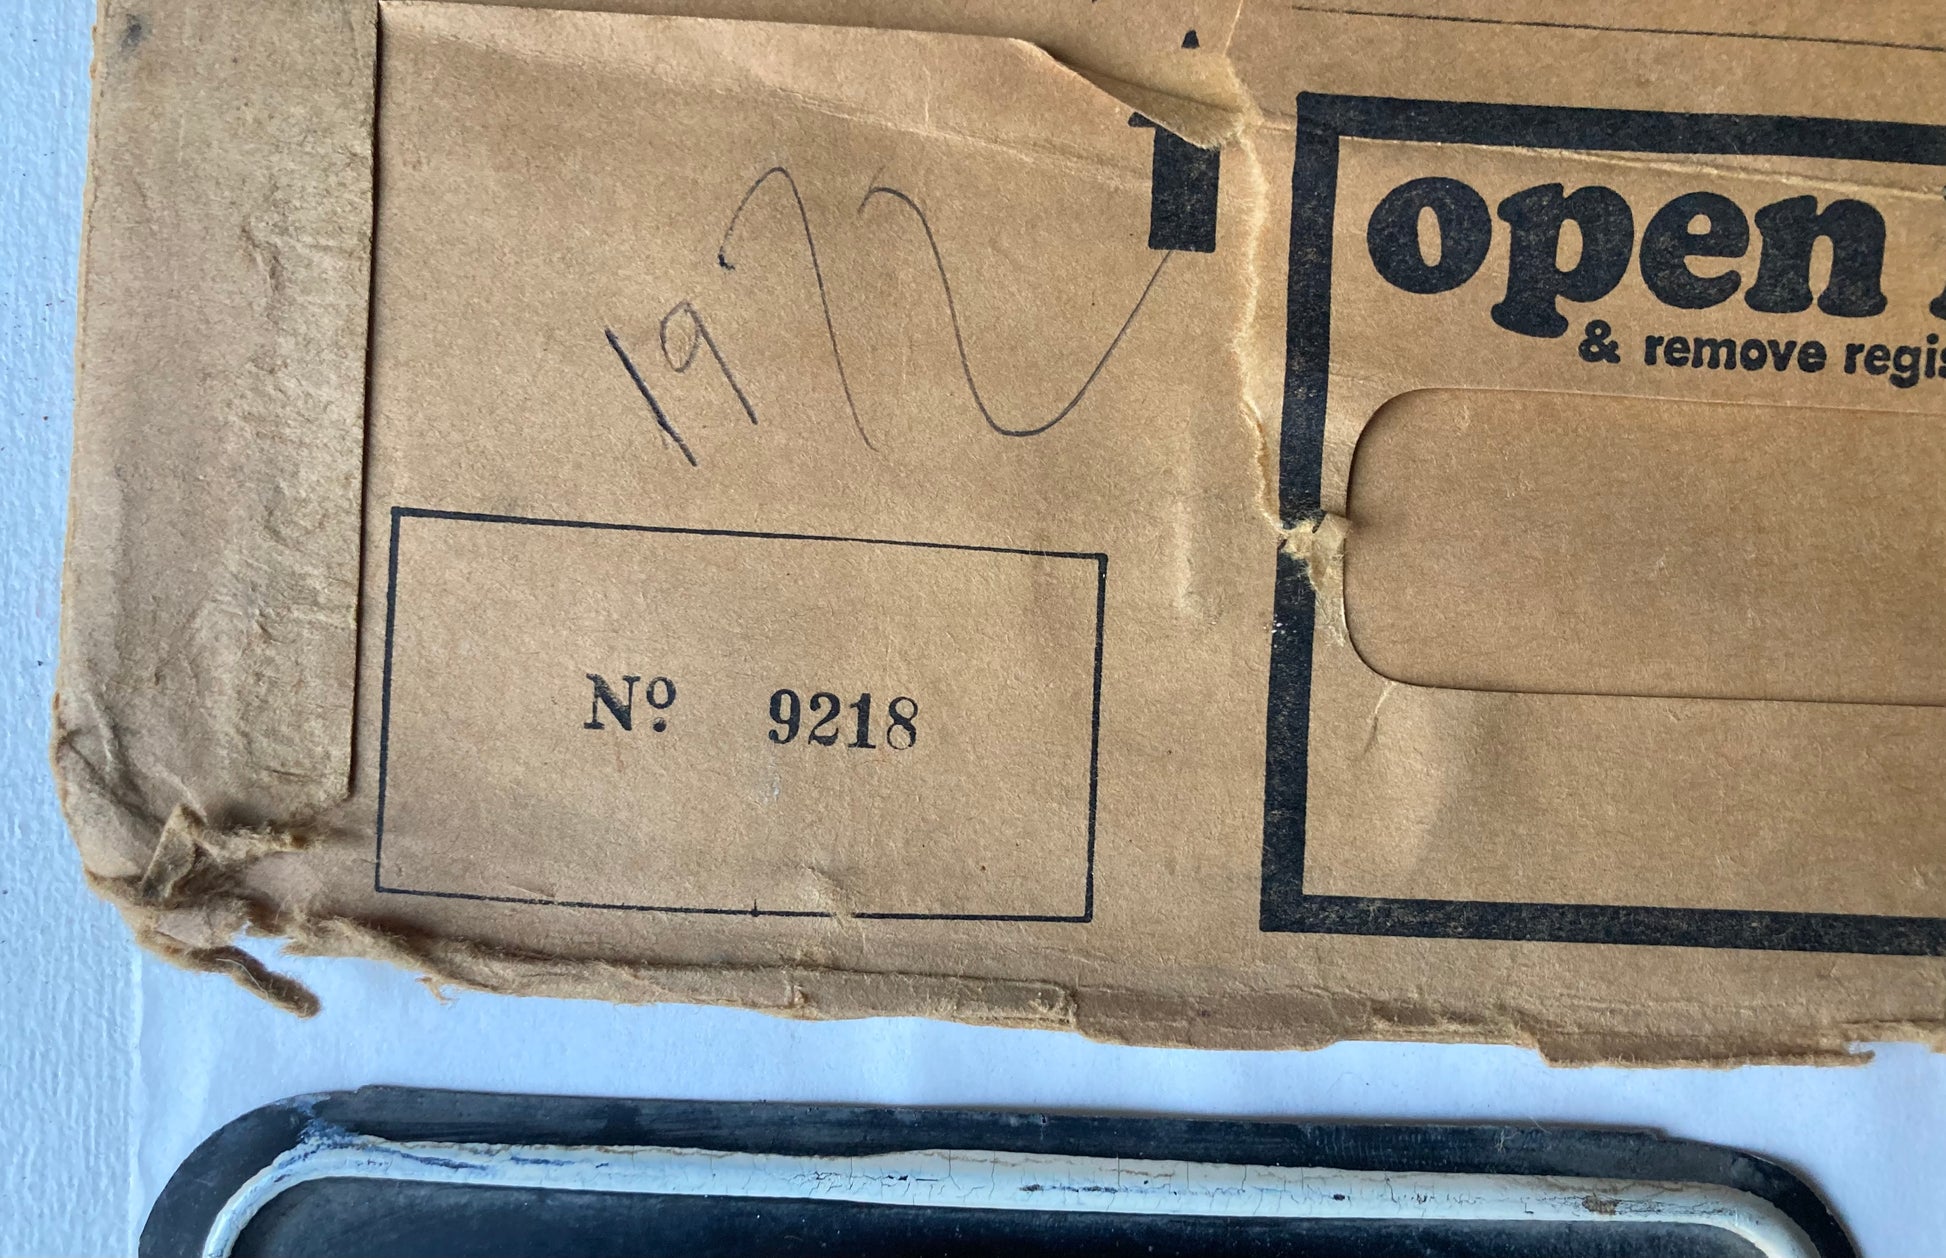 1972
open
& remove regis
Nº 9218